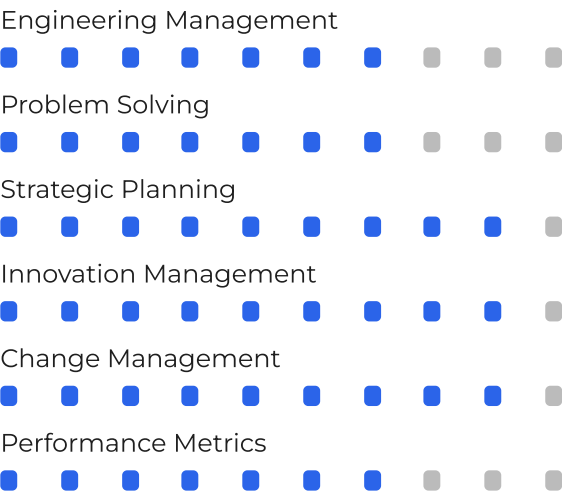 Engineering Management
Problem Solving
Strategic Planning
Innovation Management
Change Management
Performance Metrics